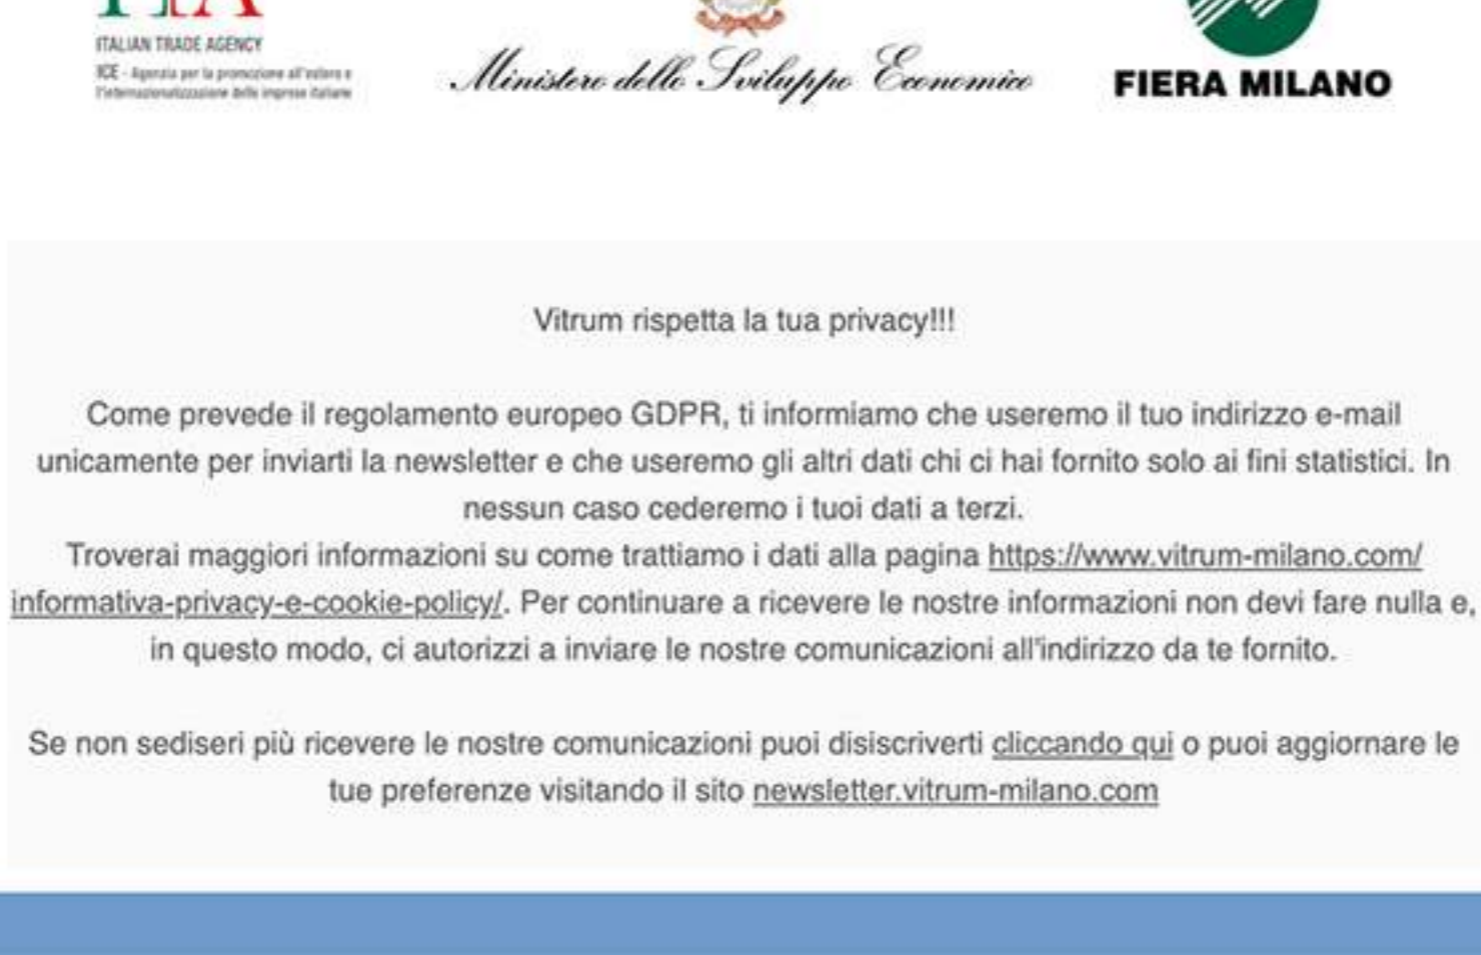 ITALIAN TRADE AGENCY
ICE - Agenzia per la promozione all'estero e
l'internazionalizzazione delle imprese italiane
Ministero dello Sviluppo Economico
FIERA MILANO
Vitrum rispetta la tua privacy!!!
Come prevede il regolamento europeo GDPR, ti informiamo che useremo il tuo indirizzo e-mail
unicamente per inviarti la newsletter e che useremo gli altri dati chi ci hai fornito solo ai fini statistici. In
nessun caso cederemo i tuoi dati a terzi.
Troverai maggiori informazioni su come trattiamo i dati alla pagina https://www.vitrum-milano.com/
informativa-privacy-e-cookie-policy/. Per continuare a ricevere le nostre informazioni non devi fare nulla e,
in questo modo, ci autorizzi a inviare le nostre comunicazioni all'indirizzo da te fornito.
Se non sediseri più ricevere le nostre comunicazioni puoi disiscriverti cliccando qui o puoi aggiornare le
tue preferenze visitando il sito newsletter.vitrum-milano.com